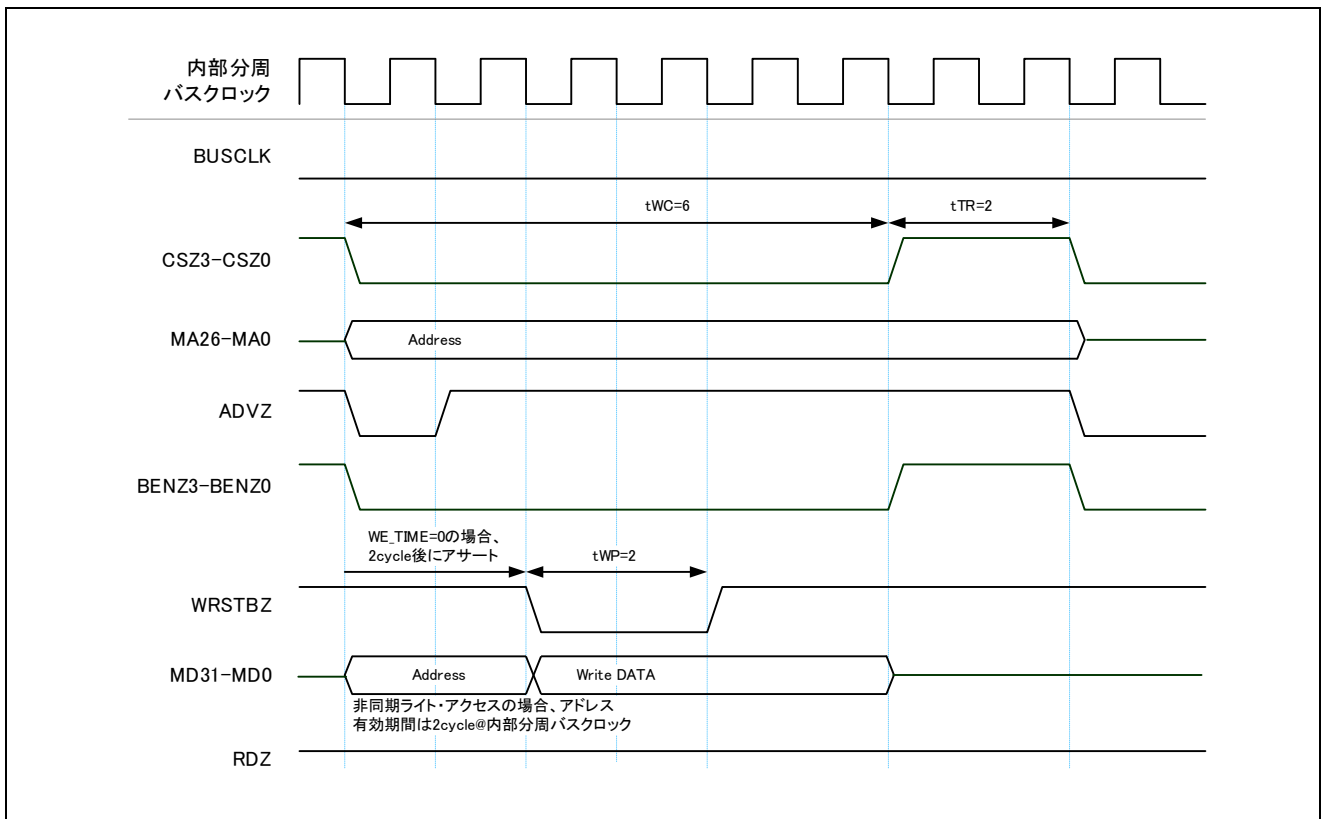 内部分周
バスクロック
BUSCLK
tWC=6
tTR=2
CSZ3-CSZ0
MA26-MA0
Address
ADVZ
BENZ3-BENZ0
WE_TIME=0の場合、
2cycle後にアサート
tWP=2
WRSTBZ
MD31-MD0
Address
Write DATA
非同期ライト・アクセスの場合、アドレス
有効期間は2cycle@内部分周バスクロック
RDZ